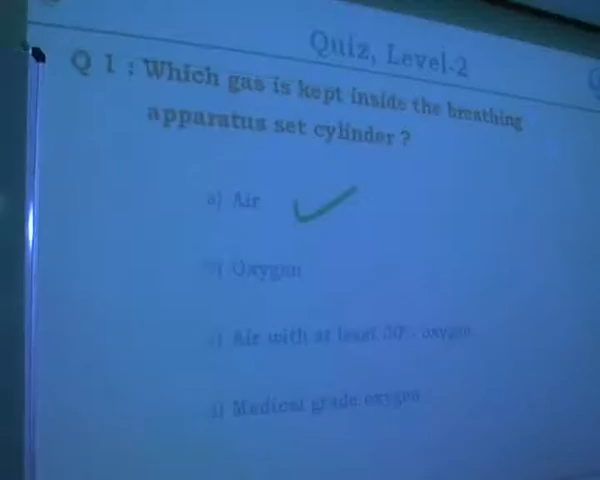 Quiz, Level-2
Q 1 : Which gas is kept inside the breathing
apparatus set cylinder ?
a) Air
b) Oxygen
c) Air with at least oxygen
d) Medical grade oxygen